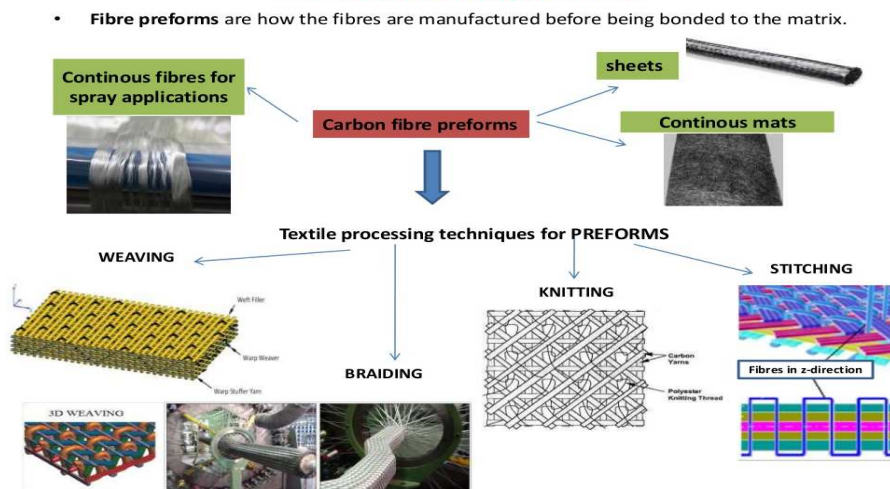 • Fibre preforms are how the fibres are manufactured before being bonded to the matrix.
Continous fibres for
spray applications
Carbon fibre preforms
sheets
Continous mats
Textile processing techniques for PREFORMS
WEAVING
Weft Filler
Warp Weaver
Warp Stuffer Yarn
3D WEAVING
BRAIDING
KNITTING
Carbon
Yarns
Polyester
Knitting Thread
STITCHING
Fibres in z-direction